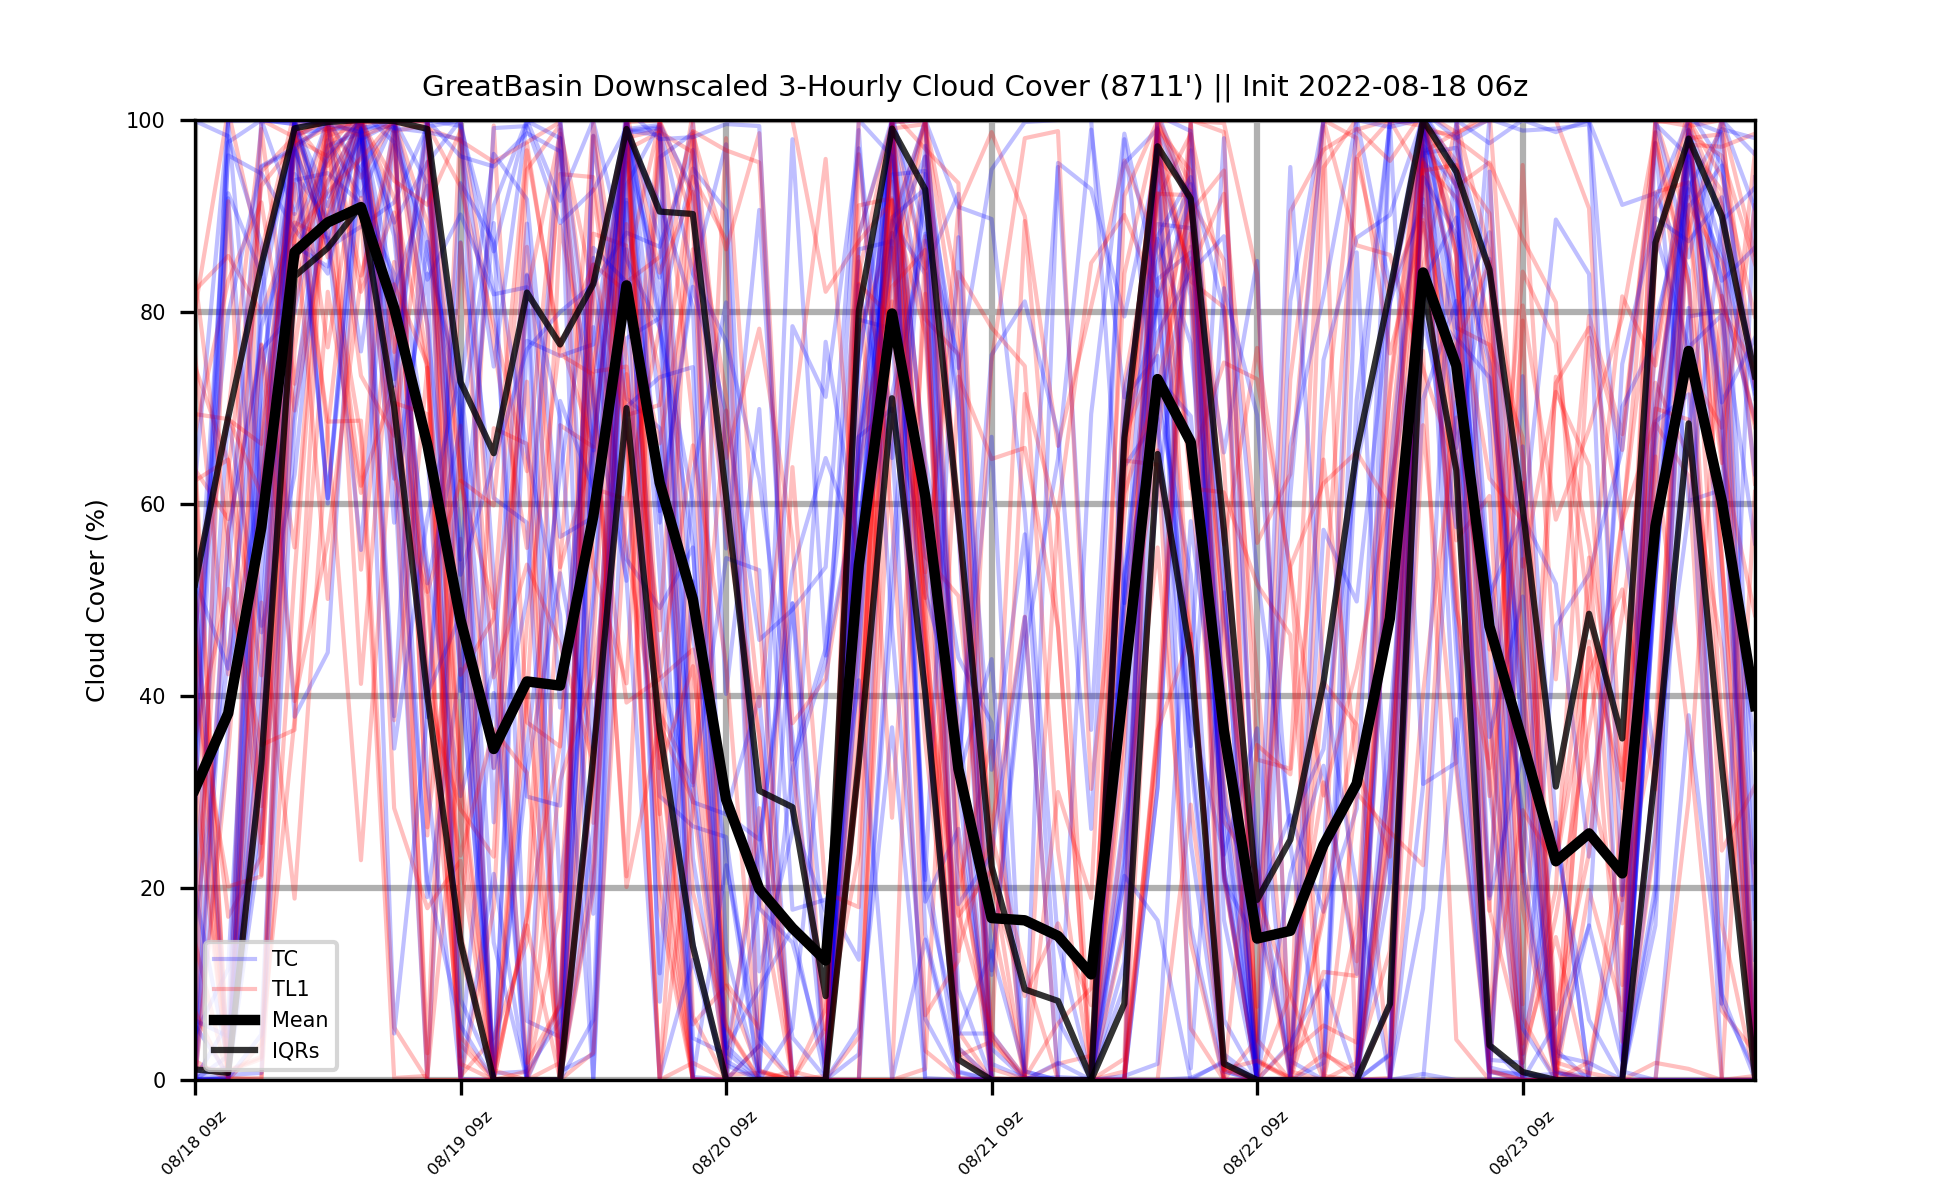 GreatBasin Downscaled 3-Hourly Cloud Cover (8711') || Init 2022-08-18 06z
Cloud Cover (%)
100
80
60
40
20
0
TC
TL1
Mean
IQRs
08/18 09z
08/19 09z
08/20 09z
08/21 09z
08/22 09z
08/23 09z